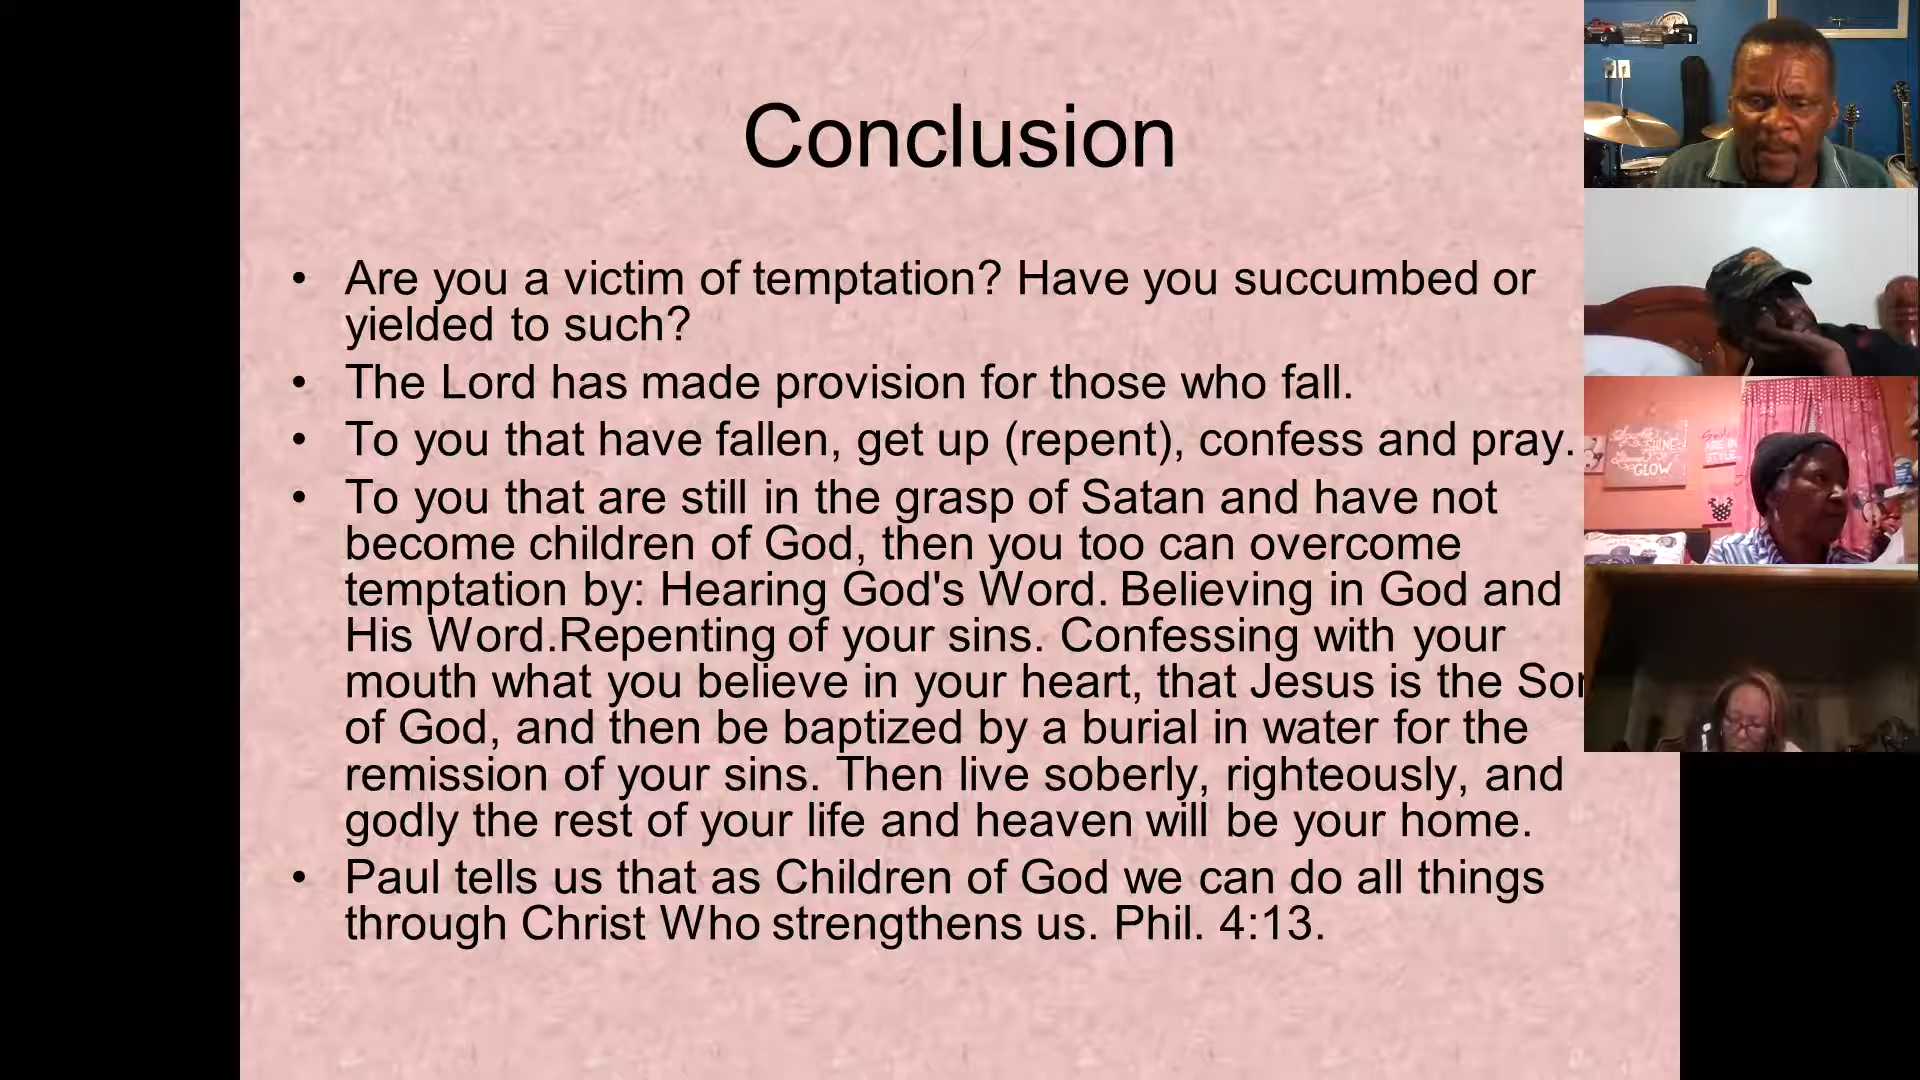 Conclusion
• Are you a victim of temptation? Have you succumbed or
yielded to such?
• The Lord has made provision for those who fall.
• To you that have fallen, get up (repent), confess and pray.
• To you that are still in the grasp of Satan and have not
become children of God, then you too can overcome
temptation by: Hearing God's Word. Believing in God and
His Word.Repenting of your sins. Confessing with your
mouth what you believe in your heart, that Jesus is the Son
of God, and then be baptized by a burial in water for the
remission of your sins. Then live soberly, righteously, and
godly the rest of your life and heaven will be your home.
• Paul tells us that as Children of God we can do all things
through Christ Who strengthens us. Phil. 4:13.
SHINE
GLOW
ARE IN
STYLE